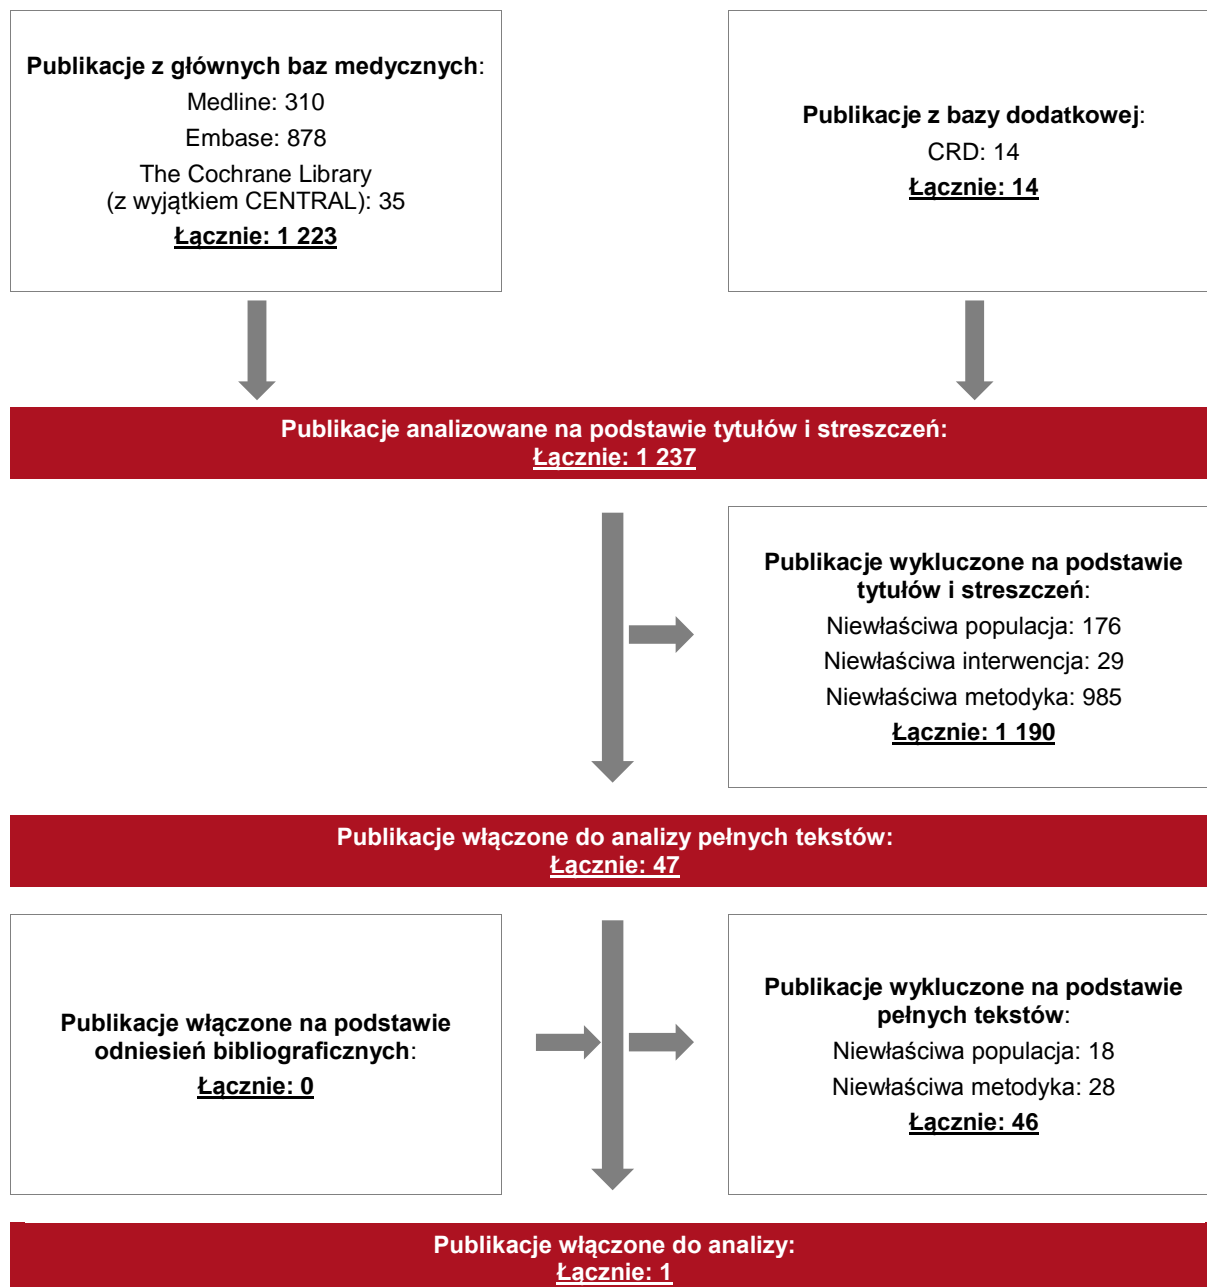 Publikacje z głównych baz medycznych:
Medline: 310
Embase: 878
The Cochrane Library
(z wyjątkiem CENTRAL): 35
Łącznie: 1 223
Publikacje z bazy dodatkowej:
CRD: 14
Łącznie: 14
Publikacje analizowane na podstawie tytułów i streszczeń:
Łącznie: 1 237
Publikacje wykluczone na podstawie
tytułów i streszczeń:
Niewłaściwa populacja: 176
Niewłaściwa interwencja: 29
Niewłaściwa metodyka: 985
Łącznie: 1 190
Publikacje włączone do analizy pełnych tekstów:
Łącznie: 47
Publikacje włączone na podstawie
odniesień bibliograficznych:
Łącznie: 0
Publikacje wykluczone na podstawie
pełnych tekstów:
Niewłaściwa populacja: 18
Niewłaściwa metodyka: 28
Łącznie: 46
Publikacje włączone do analizy:
Łącznie: 1